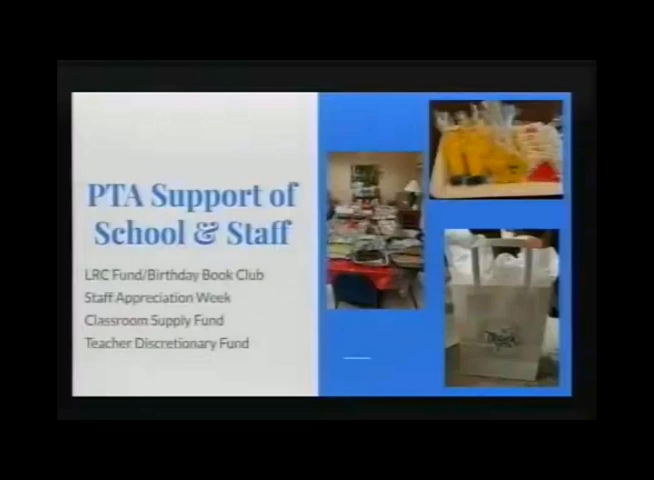 PTA Support of
School & Staff
LRC Fund/Birthday Book Club
Staff Appreciation Week
Classroom Supply Fund
Teacher Discretionary Fund
Thank